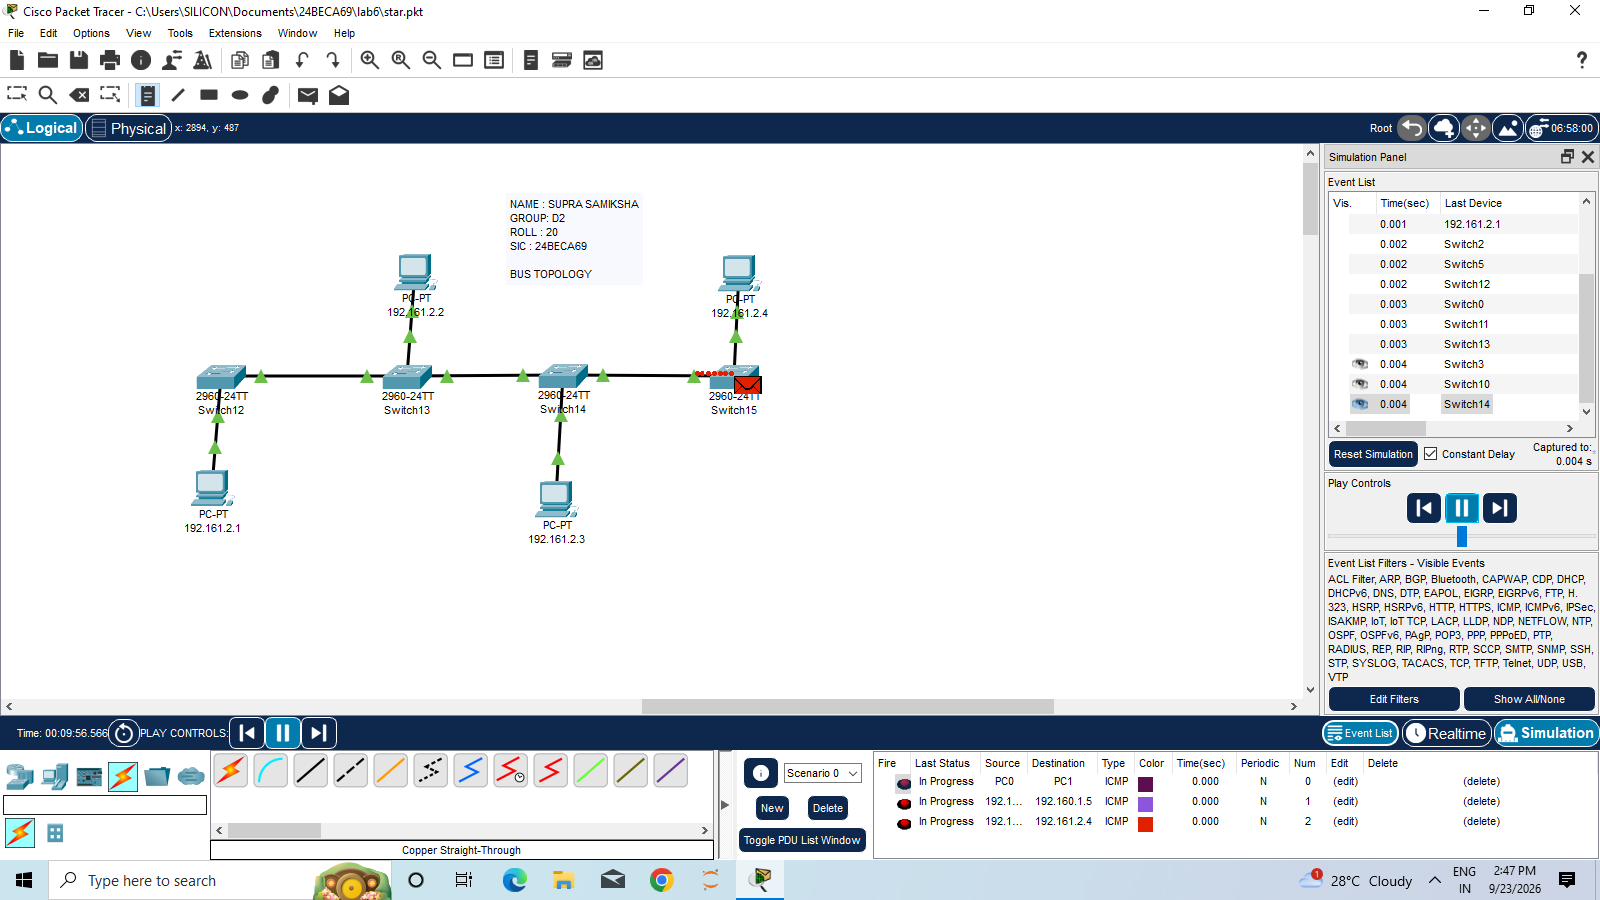 Cisco Packet Tracer - C:\Users\SILICON\Documents\24BECA69\lab6\star.pkt
File Edit Options View Tools Extensions Window Help
?
Logical Physical x: 2894, y: 487 Root 06:58:00
NAME : SUPRA SAMIKSHA
GROUP: D2
ROLL : 20
SIC : 24BECA69
BUS TOPOLOGY
PC-PT
192.161.2.2
PC-PT
192.161.2.4
2960-24TT
Switch12
2960-24TT
Switch13
2960-24TT
Switch14
2960-24TT
Switch15
PC-PT
192.161.2.1
PC-PT
192.161.2.3
Simulation Panel
Event List
Vis. Time(sec) Last Device
0.001 192.161.2.1
0.002 Switch2
0.002 Switch5
0.002 Switch12
0.003 Switch0
0.003 Switch11
0.003 Switch13
0.004 Switch3
0.004 Switch10
0.004 Switch14
Reset Simulation Constant Delay Captured to:
0.004 s
Play Controls
Event List Filters - Visible Events
ACL Filter, ARP, BGP, Bluetooth, CAPWAP, CDP, DHCP,
DHCPv6, DNS, DTP, EAPOL, EIGRP, EIGRPv6, FTP, H.
323, HSRP, HSRPv6, HTTP, HTTPS, ICMP, ICMPv6, IPSec,
ISAKMP, IoT, IoT TCP, LACP, LLDP, NDP, NETFLOW, NTP,
OSPF, OSPFv6, PAgP, POP3, PPP, PPPoED, PTP,
RADIUS, REP, RIP, RIPng, RTP, SCCP, SMTP, SNMP, SSH,
STP, SYSLOG, TACACS, TCP, TFTP, Telnet, UDP, USB,
VTP
Edit Filters Show All/None
Time: 00:09:56.566 PLAY CONTROLS: Event List Realtime Simulation
Scenario 0
New Delete
Toggle PDU List Window
Copper Straight-Through
Fire Last Status Source Destination Type Color Time(sec) Periodic Num Edit Delete
In Progress PC0 PC1 ICMP 0.000 N 0 (edit) (delete)
In Progress 192.1... 192.160.1.5 ICMP 0.000 N 1 (edit) (delete)
In Progress 192.1... 192.161.2.4 ICMP 0.000 N 2 (edit) (delete)
Type here to search
1 28°C Cloudy ENG IN 2:47 PM 9/23/2026